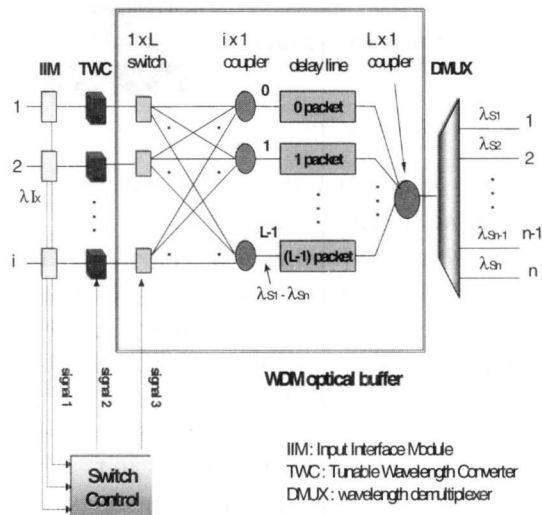 1 x L switch
i x 1 coupler
delay line
L x 1 coupler
IIM
TWC
DMUX
1
0
0 packet
λS1
1
2
1
1 packet
λS2
2
λIx
i
L-1
(L-1) packet
λS1 - λSn
λSn-1
n-1
λSn
n
WDM optical buffer
signal 1
signal 2
signal 3
Switch Control
IIM : Input Interface Module
TWC : Tunable Wavelength Converter
DMUX : wavelength demultiplexer